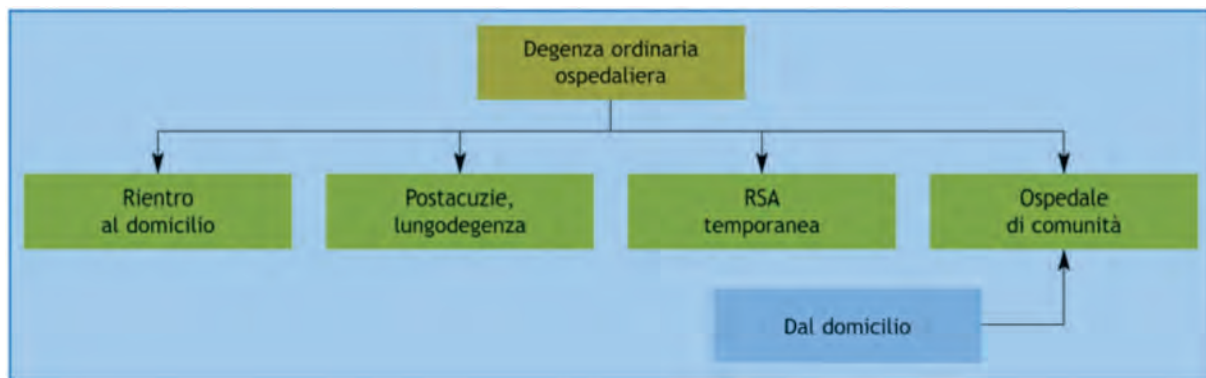 Degenza ordinaria
ospedaliera
Rientro
al domicilio
Postacuzie,
lungodegenza
RSA
temporanea
Ospedale
di comunità
Dal domicilio